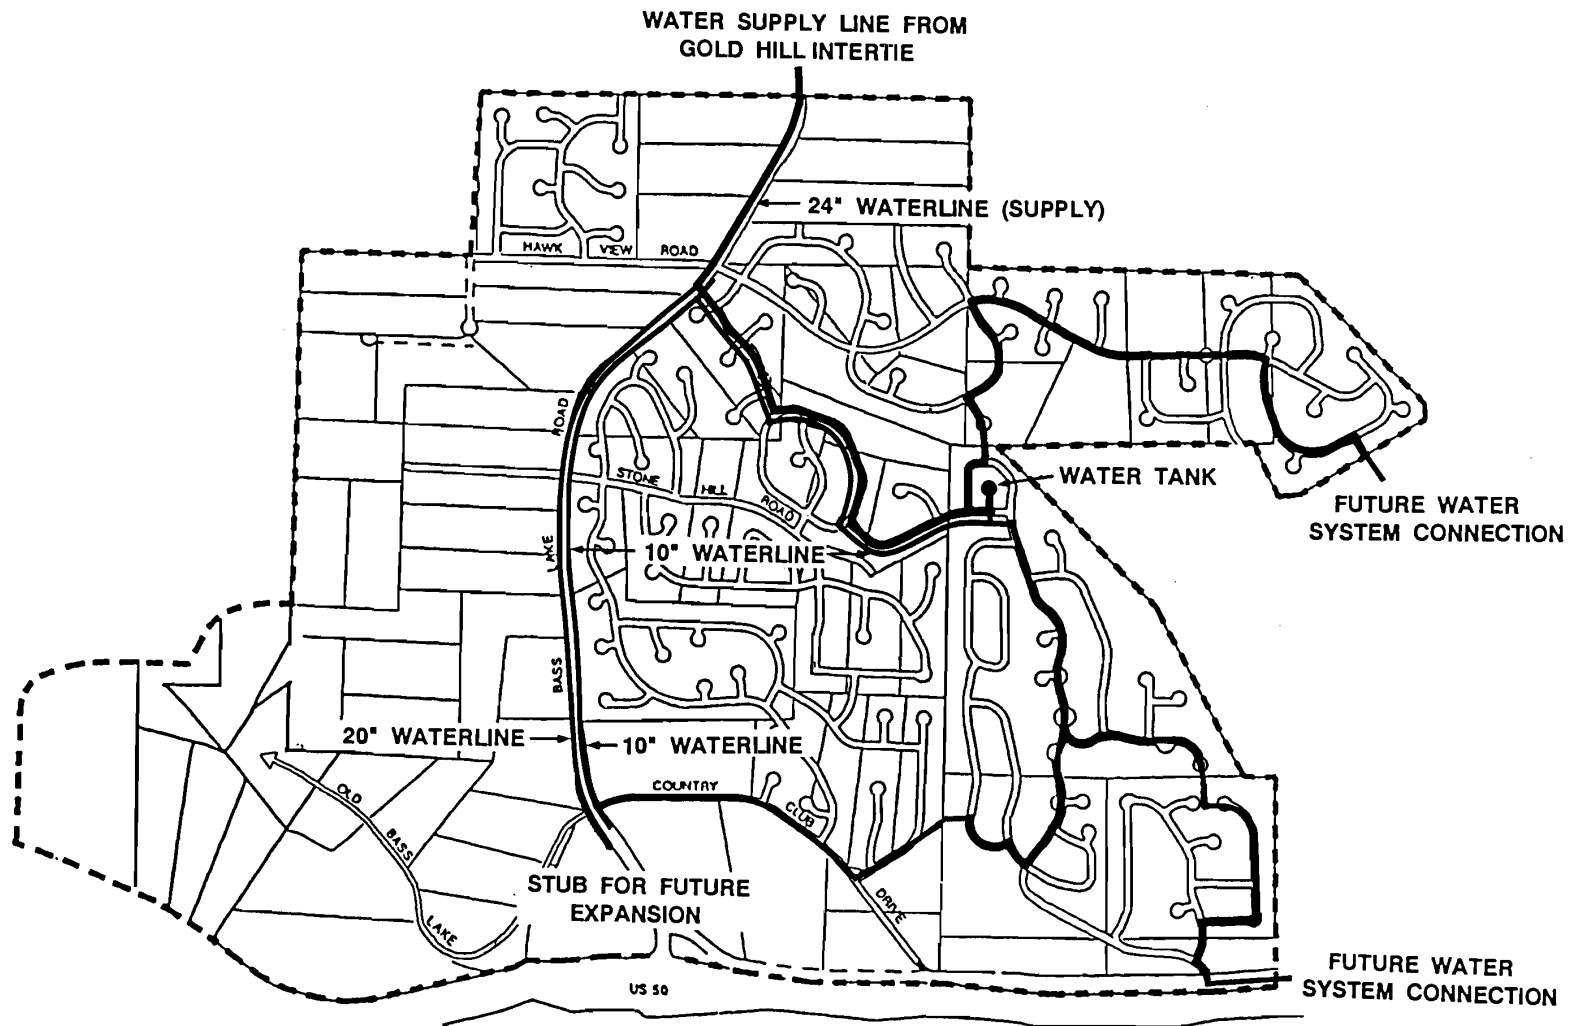 WATER SUPPLY LINE FROM
GOLD HILL INTERTIE
24" WATERLINE (SUPPLY)
HAWK VIEW ROAD
ROAD
STONE HILL ROAD
WATER TANK
FUTURE WATER
SYSTEM CONNECTION
LAKE
10" WATERLINE
BASS
20" WATERLINE
10" WATERLINE
COUNTRY
CLUB
OLD
BASS
LAKE
DRIVE
STUB FOR FUTURE
EXPANSION
US 50
FUTURE WATER
SYSTEM CONNECTION